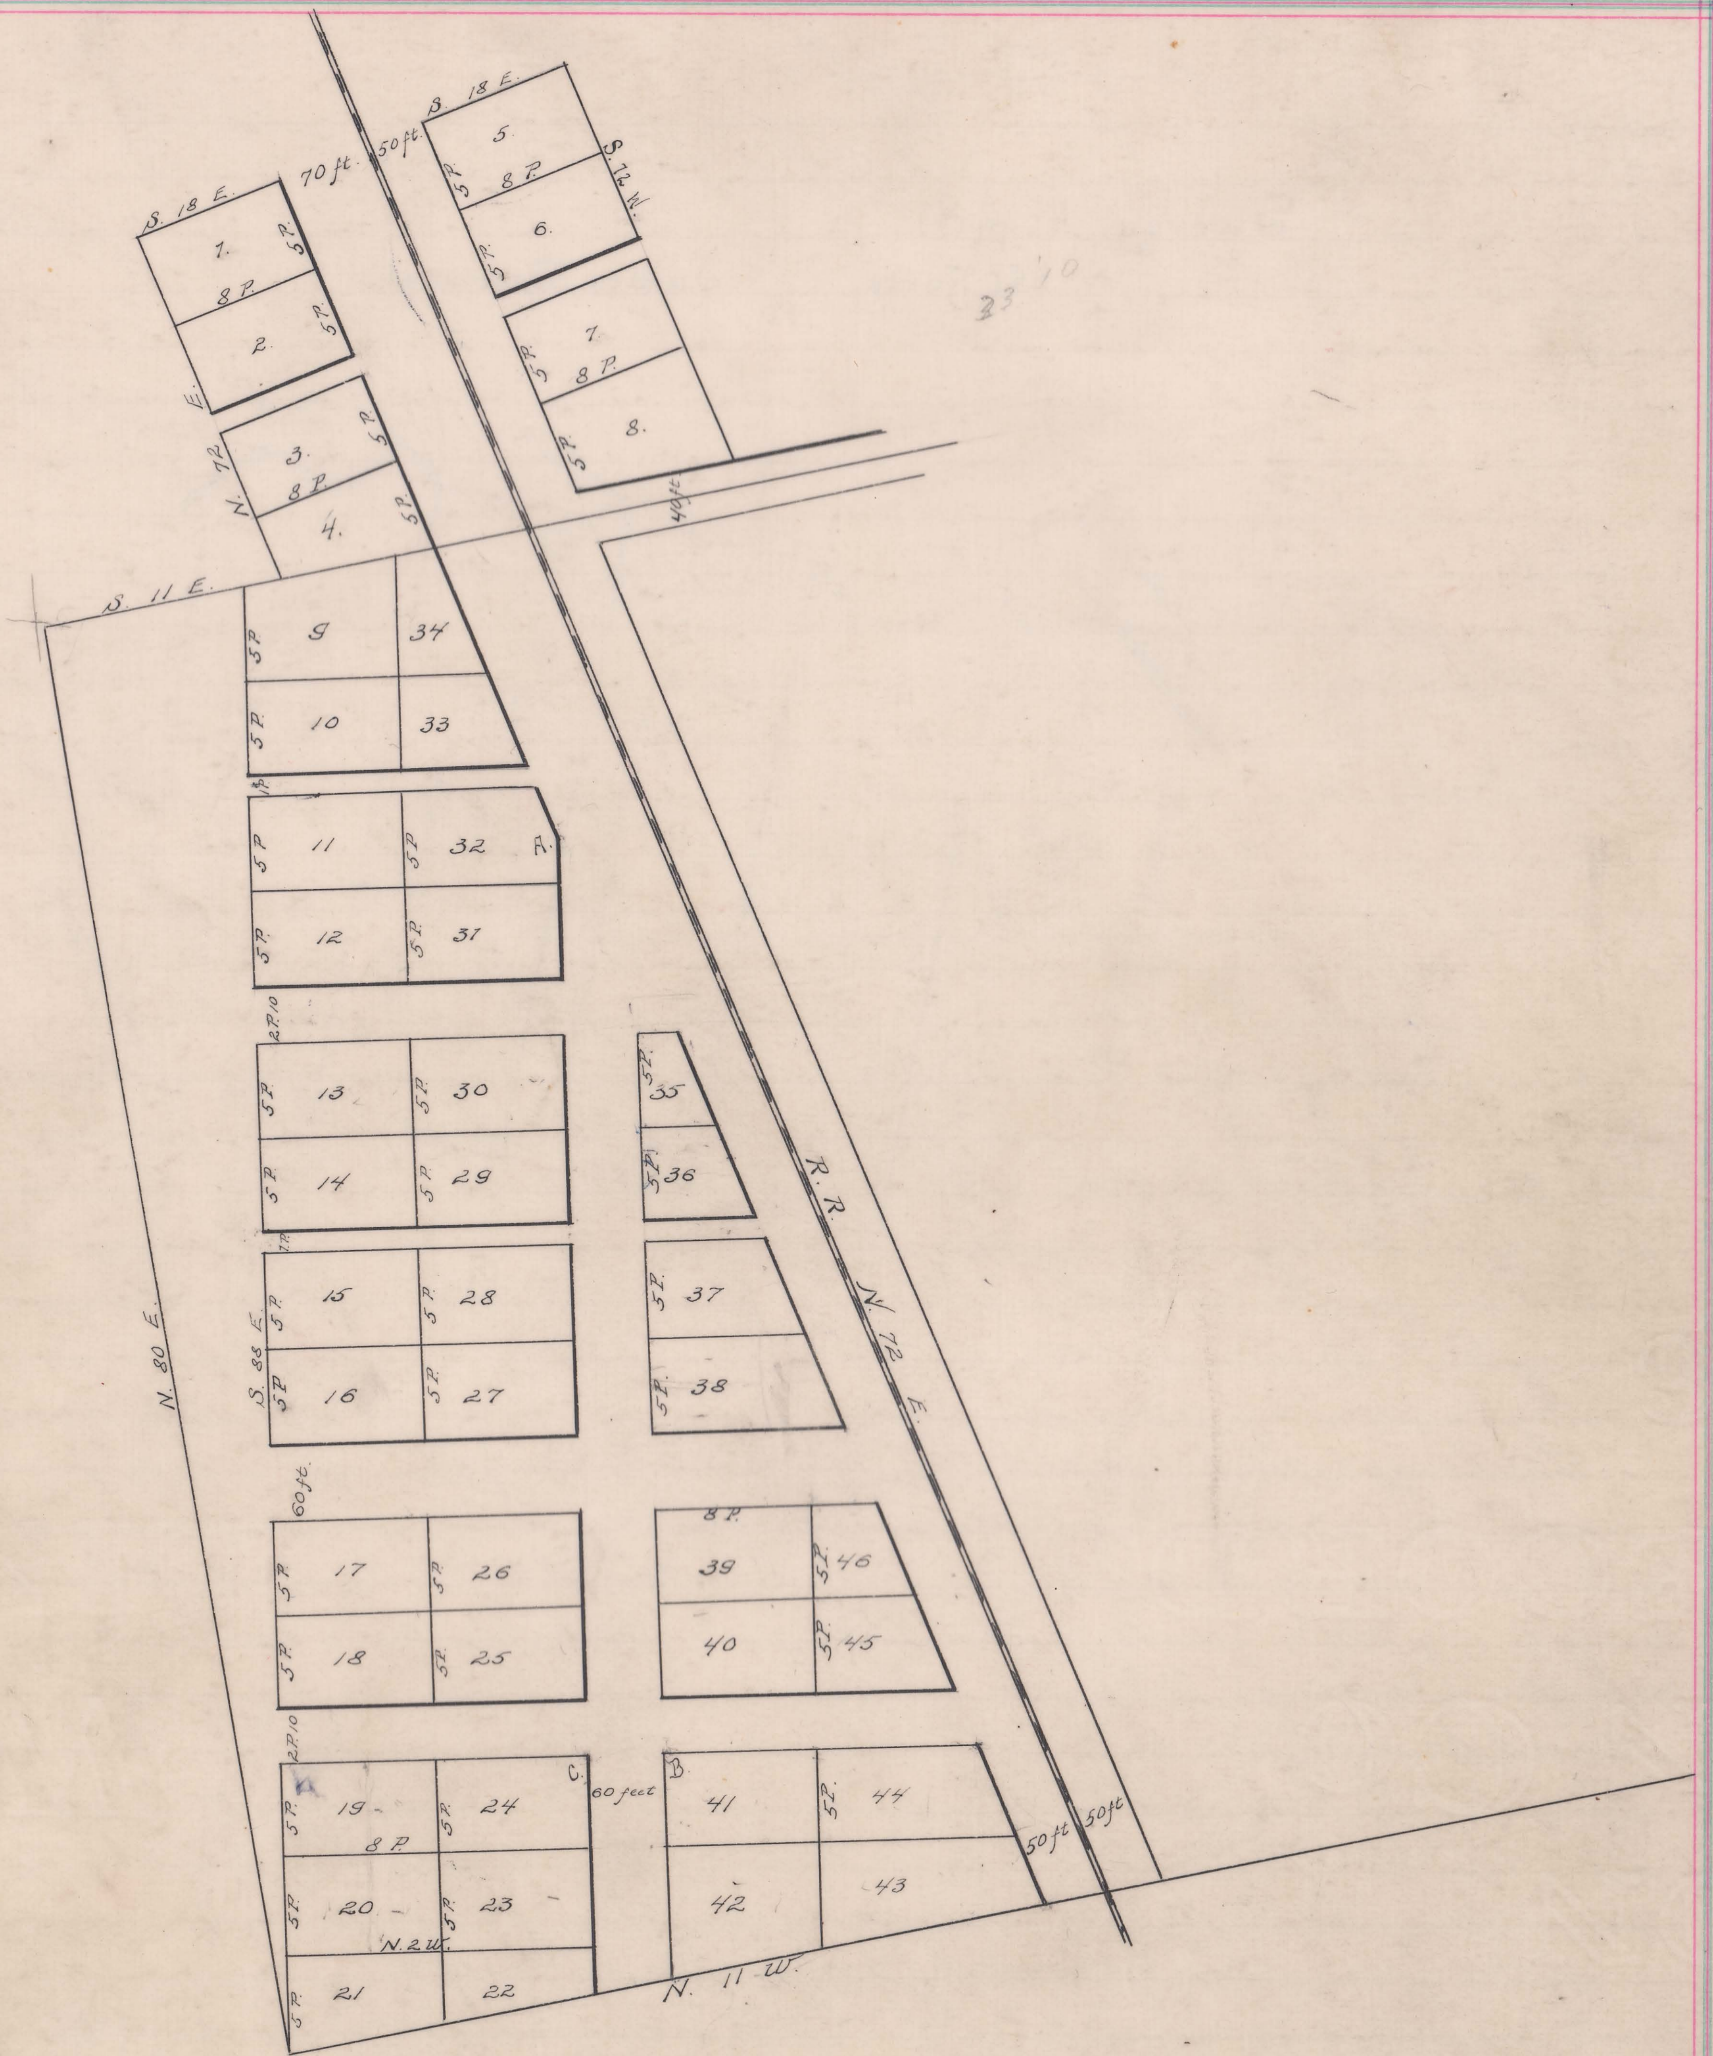 S. 18 E.
5.
50 ft.
70 ft.
5 P.
8 P.
S. 72 W.
6.
5 P.
S. 18 E.
1.
5 P.
8 P.
2.
5 P.
E.
7.
5 P.
8 P.
8.
5 P.
40 ft.
3.
5 P.
N. 72
8 P.
4.
5 P.
S. 11 E.
5 P
9
34
5 P.
10
33
1 P.
5 P
11
5 P
32
A.
5 P.
12
5 P.
31
2 P. 10
5 P.
13
5 P.
30
5 P.
35
5 P.
14
5 P
29
5 P.
36
R. R.
N. 72 E.
1 P.
5 P.
15
5 P.
28
5 P.
37
N. 80 E.
S. 88 E.
5 P
16
5 P.
27
5 P.
38
60 ft.
8 P.
5 P.
17
5 P.
26
39
5 P.
46
5 P.
18
5 P.
25
40
5 P.
45
2 P. 10
C.
60 feet
B.
5 P.
19
5 P.
24
41
5 P.
44
8 P.
50 ft
50 ft
5 P.
20
5 P.
23
42
43
N. 2 W.
5 P.
21
22
N. 11 W.